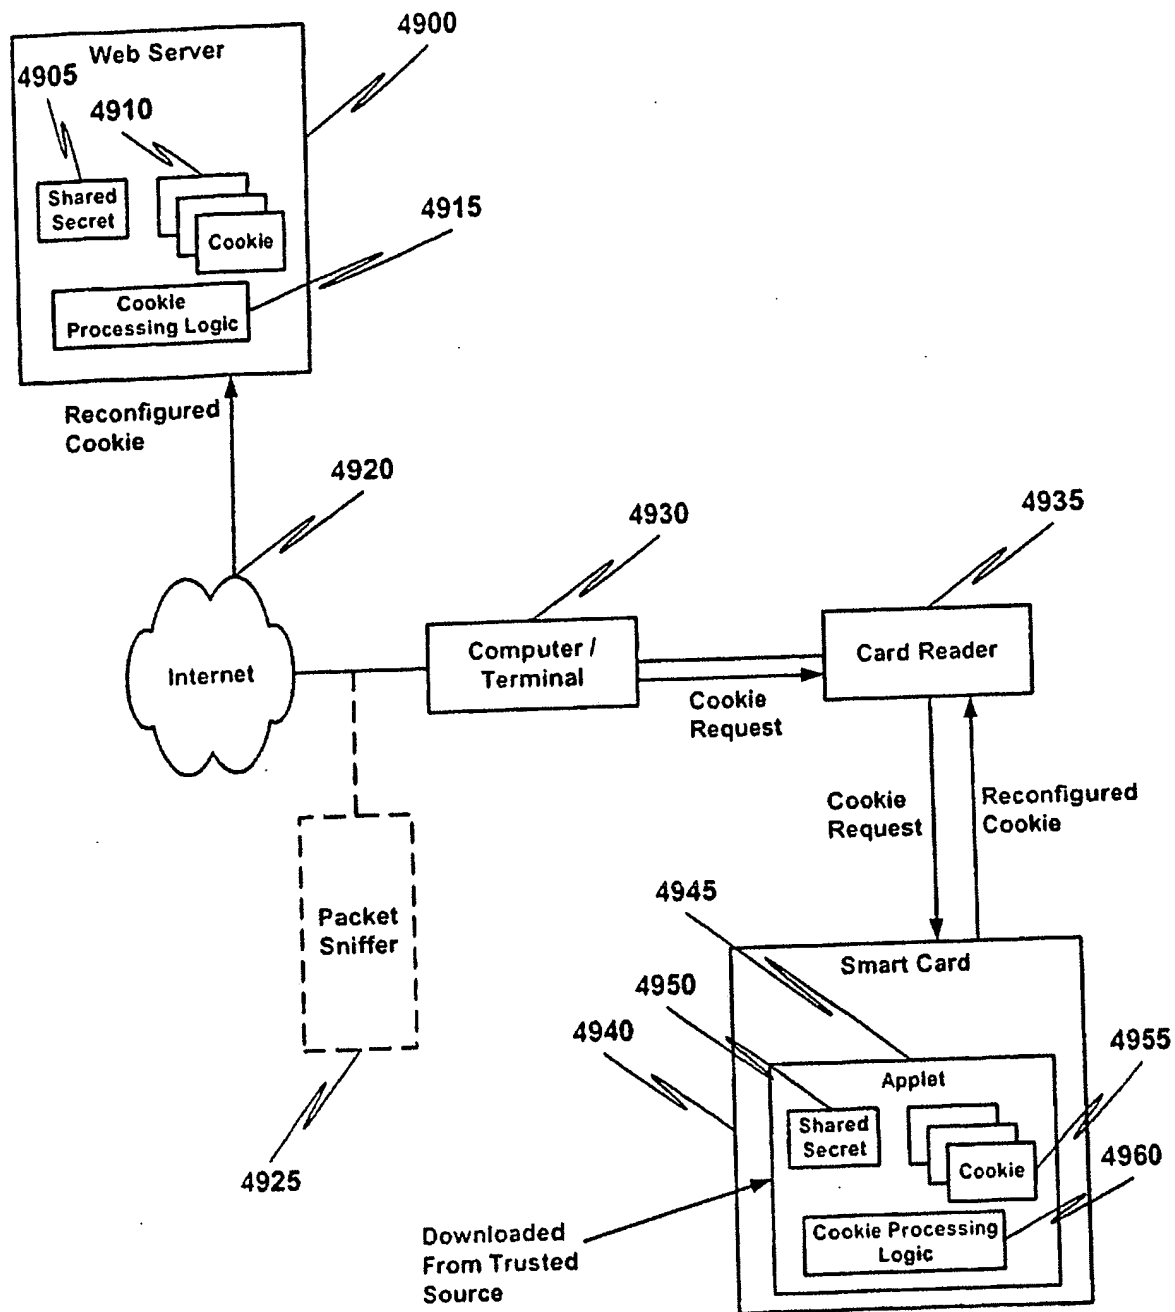 4900
Web Server
4905
4910
Shared
Secret
Cookie
4915
Cookie
Processing Logic
Reconfigured
Cookie
4920
4930
4935
Internet
Computer /
Terminal
Card Reader
Cookie
Request
Cookie
Request
Reconfigured
Cookie
Packet
Sniffer
4925
4945
Smart Card
4950
4940
4955
Applet
Shared
Secret
Cookie
4960
Cookie Processing
Logic
Downloaded
From Trusted
Source